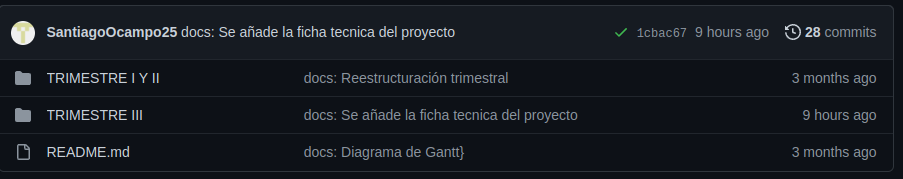 SantiagoOcampo25 docs: Se añade la ficha tecnica del proyecto 1cbac67 9 hours ago 28 commits
TRIMESTRE I Y II docs: Reestructuración trimestral 3 months ago
TRIMESTRE III docs: Se añade la ficha tecnica del proyecto 9 hours ago
README.md docs: Diagrama de Gantt} 3 months ago